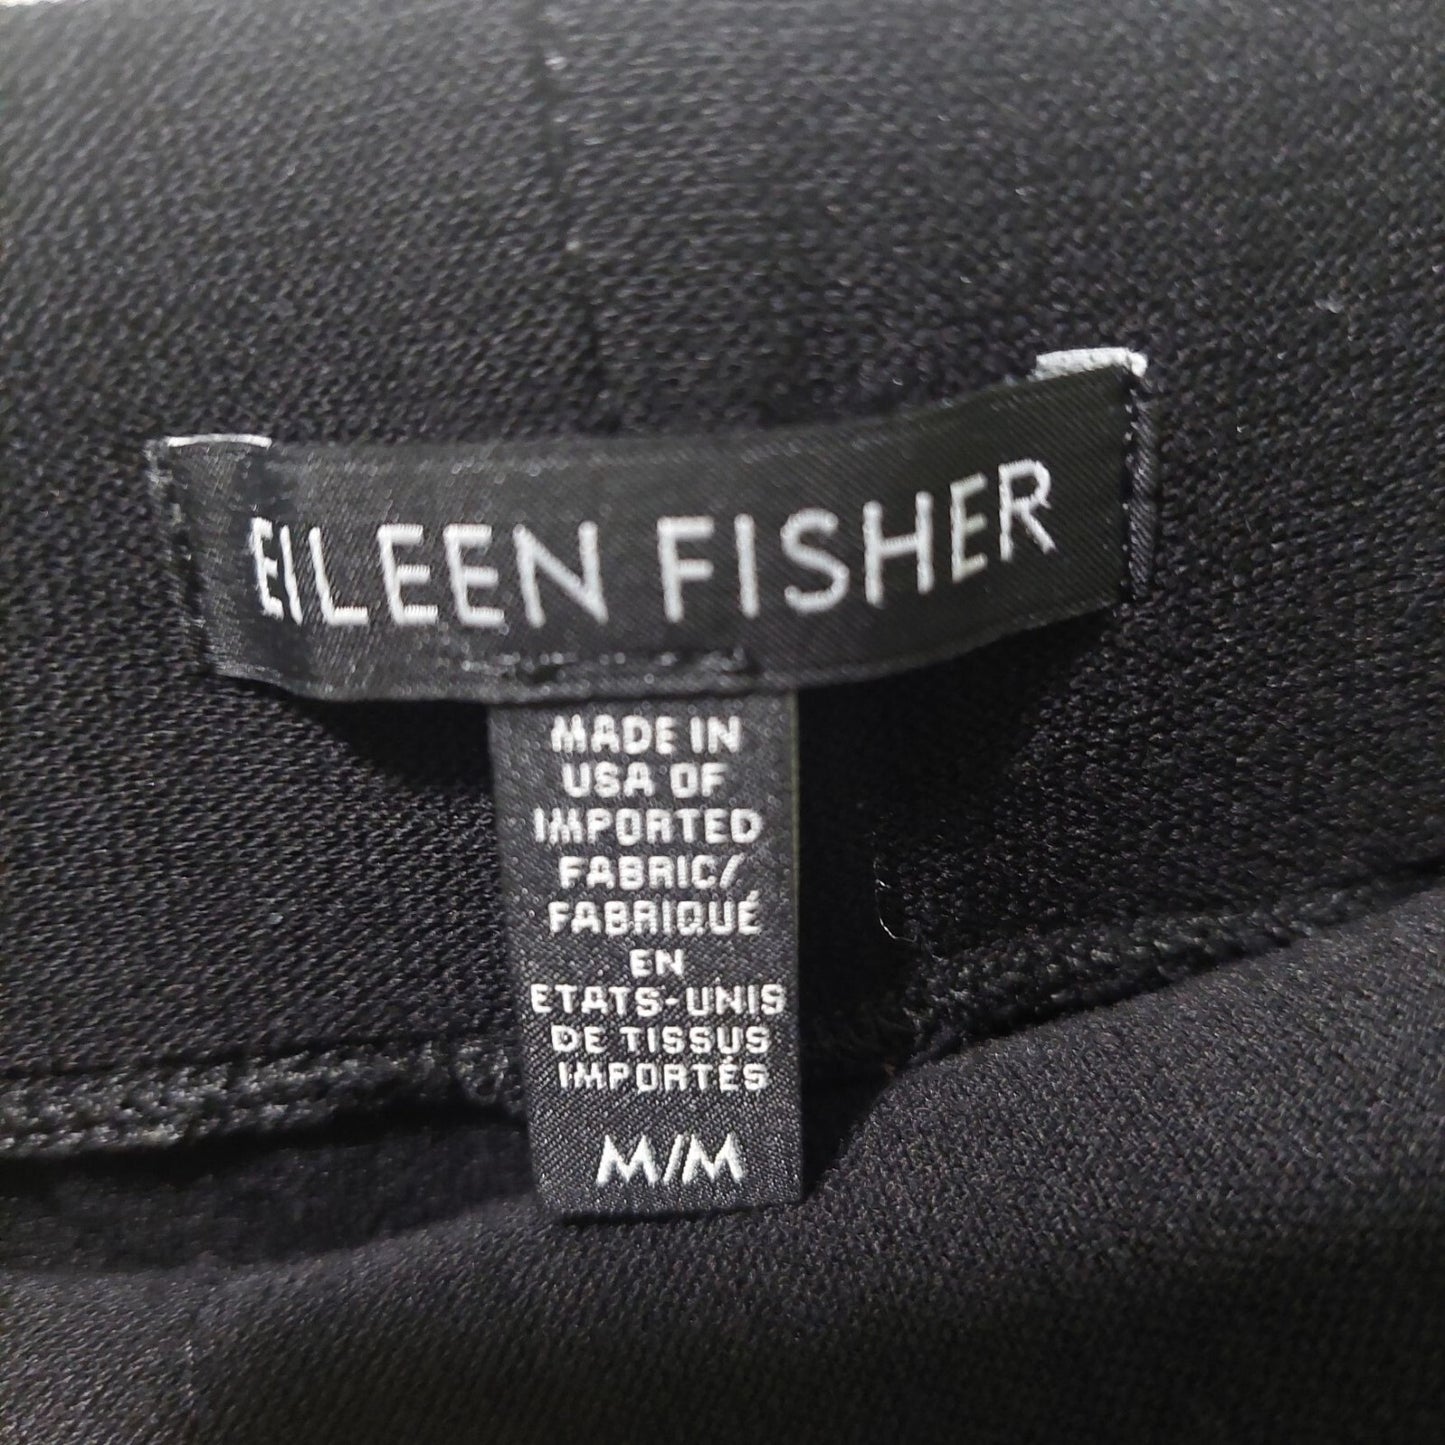 EILEEN FISHER
MADE IN
USA OF
IMPORTED
FABRIC/
FABRIQUÉ
EN
ETATS-UNIS
DE TISSUS
IMPORTÉS
M/M